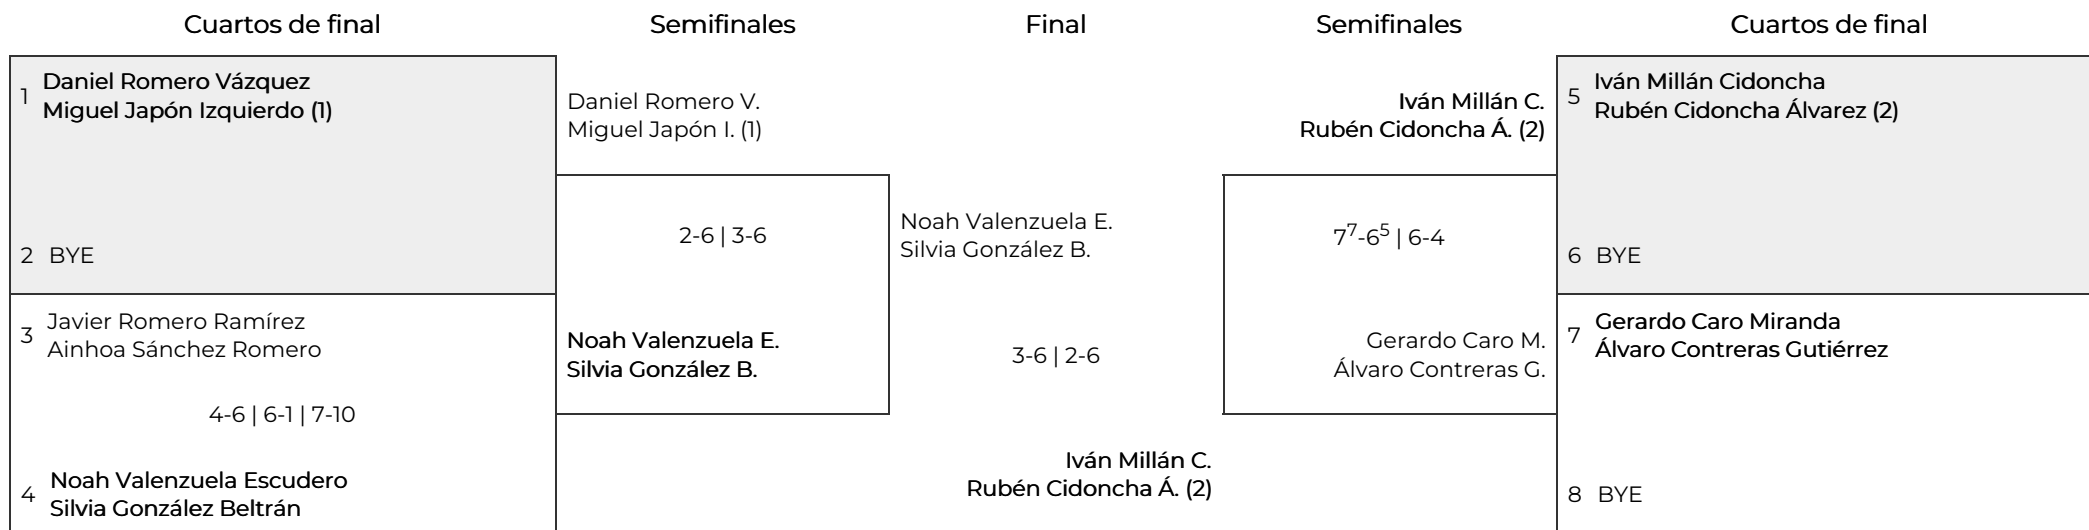 Cuartos de final
Semifinales
Final
Semifinales
Cuartos de final
1 Daniel Romero Vázquez
Miguel Japón Izquierdo (1)
2 BYE
3 Javier Romero Ramírez
Ainhoa Sánchez Romero
4-6 | 6-1 | 7-10
4 Noah Valenzuela Escudero
Silvia González Beltrán
Daniel Romero V.
Miguel Japón I. (1)
2-6 | 3-6
Noah Valenzuela E.
Silvia González B.
Noah Valenzuela E.
Silvia González B.
3-6 | 2-6
Iván Millán C.
Rubén Cidoncha Á. (2)
Iván Millán C.
Rubén Cidoncha Á. (2)
7⁷-6⁵ | 6-4
Gerardo Caro M.
Álvaro Contreras G.
5 Iván Millán Cidoncha
Rubén Cidoncha Álvarez (2)
6 BYE
7 Gerardo Caro Miranda
Álvaro Contreras Gutiérrez
8 BYE